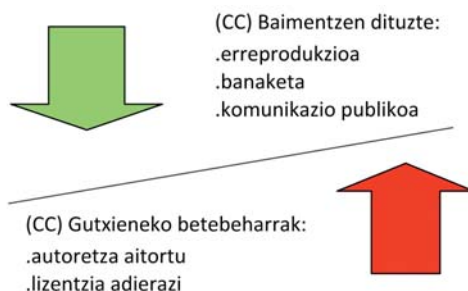 (CC) Baimentzen dituzte:
.erreprodukzioa
.banaketa
.komunikazio publikoa
(CC) Gutxieneko betebeharrak:
.autoretza aitortu
.lizentzia adierazi